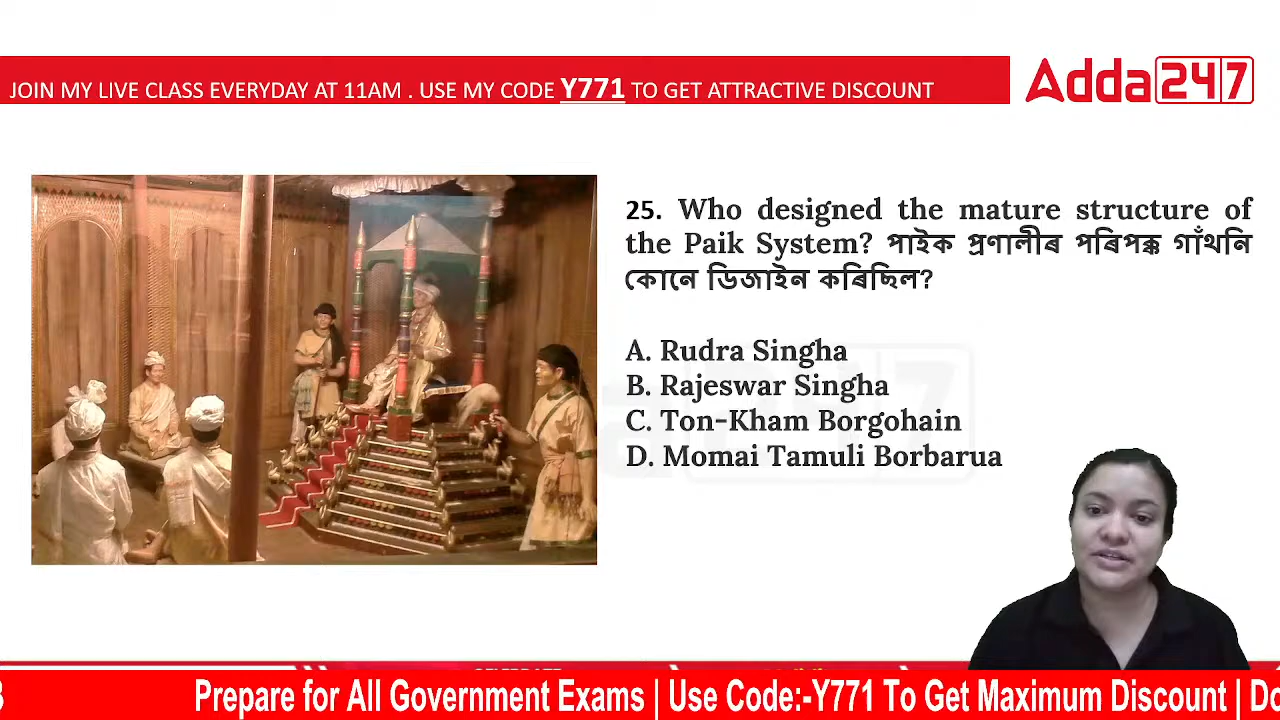 JOIN MY LIVE CLASS EVERYDAY AT 11AM . USE MY CODE Y771 TO GET ATTRACTIVE DISCOUNT
Adda247
25. Who designed the mature structure of
the Paik System? পাইক প্ৰণালীৰ পৰিপক্ক গাঁথনি
কোনে ডিজাইন কৰিছিল?
A. Rudra Singha
B. Rajeswar Singha
C. Ton-Kham Borgohain
D. Momai Tamuli Borbarua
3 Prepare for All Government Exams | Use Code:-Y771 To Get Maximum Discount | Do